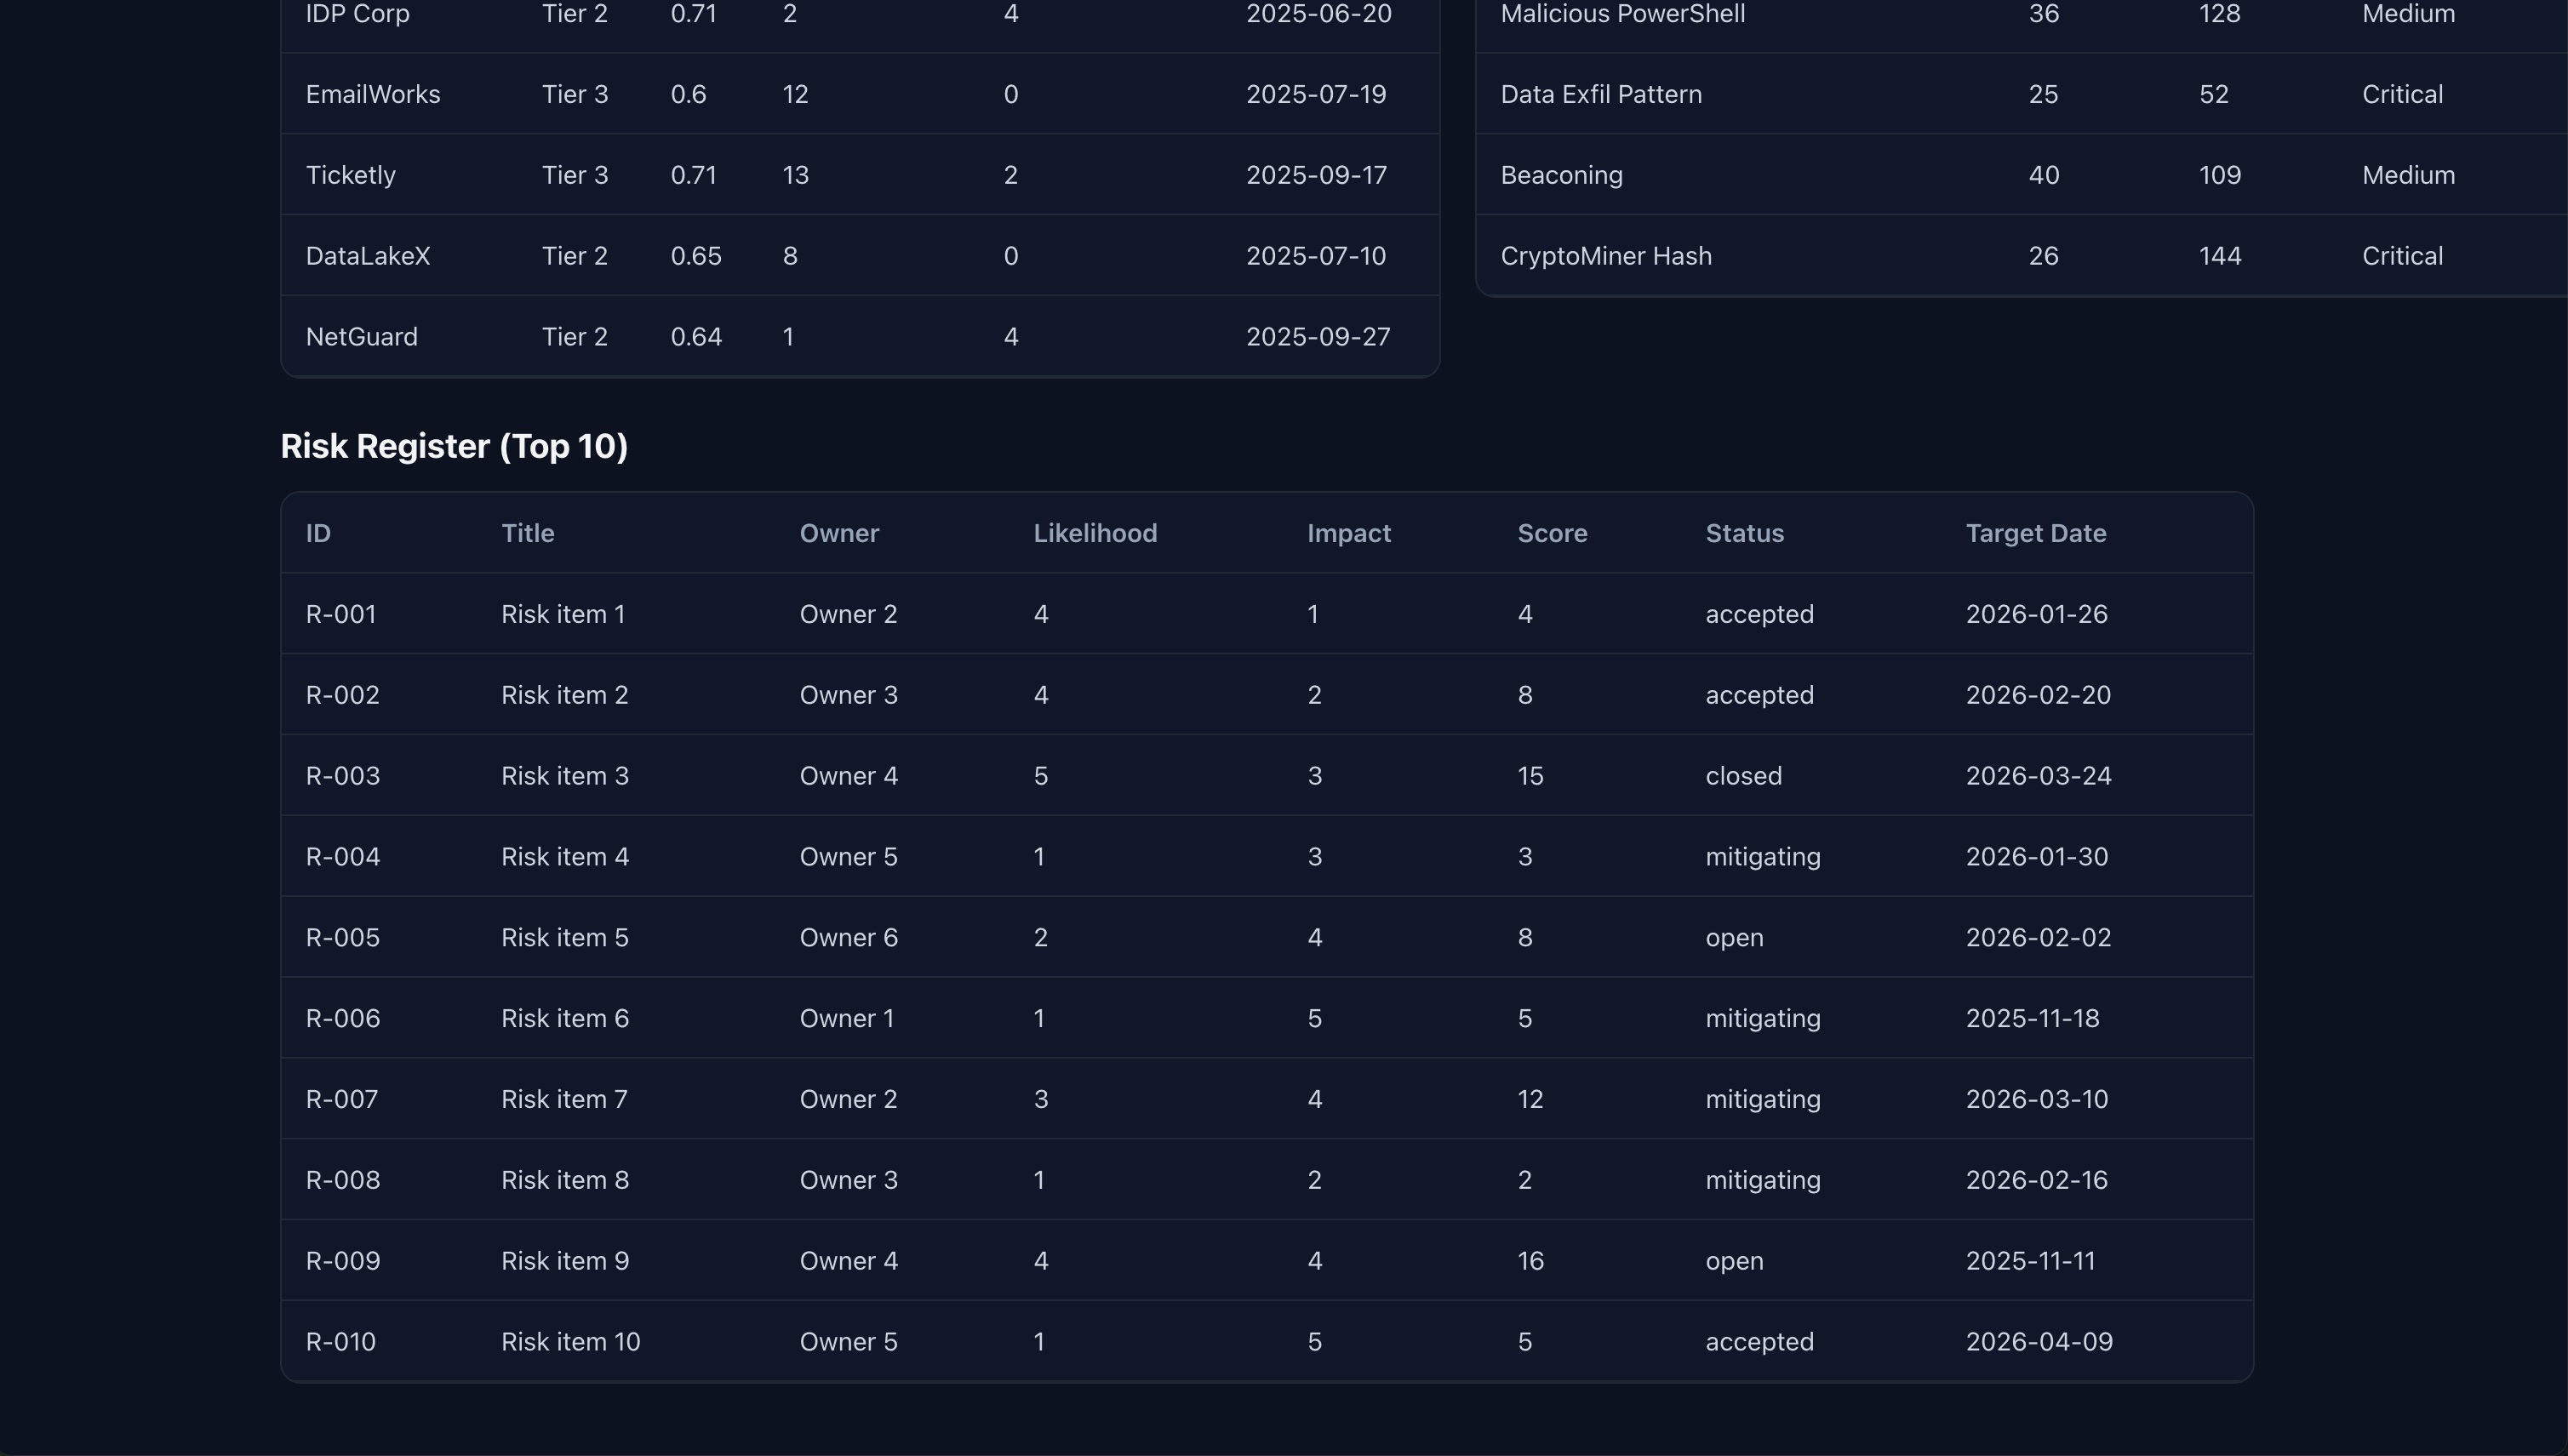 IDP Corp Tier 2 0.71 2 4 2025-06-20
EmailWorks Tier 3 0.6 12 0 2025-07-19
Ticketly Tier 3 0.71 13 2 2025-09-17
DataLakeX Tier 2 0.65 8 0 2025-07-10
NetGuard Tier 2 0.64 1 4 2025-09-27
Malicious PowerShell 36 128 Medium
Data Exfil Pattern 25 52 Critical
Beaconing 40 109 Medium
CryptoMiner Hash 26 144 Critical
Risk Register (Top 10)
ID Title Owner Likelihood Impact Score Status Target Date
R-001 Risk item 1 Owner 2 4 1 4 accepted 2026-01-26
R-002 Risk item 2 Owner 3 4 2 8 accepted 2026-02-20
R-003 Risk item 3 Owner 4 5 3 15 closed 2026-03-24
R-004 Risk item 4 Owner 5 1 3 3 mitigating 2026-01-30
R-005 Risk item 5 Owner 6 2 4 8 open 2026-02-02
R-006 Risk item 6 Owner 1 1 5 5 mitigating 2025-11-18
R-007 Risk item 7 Owner 2 3 4 12 mitigating 2026-03-10
R-008 Risk item 8 Owner 3 1 2 2 mitigating 2026-02-16
R-009 Risk item 9 Owner 4 4 4 16 open 2025-11-11
R-010 Risk item 10 Owner 5 1 5 5 accepted 2026-04-09